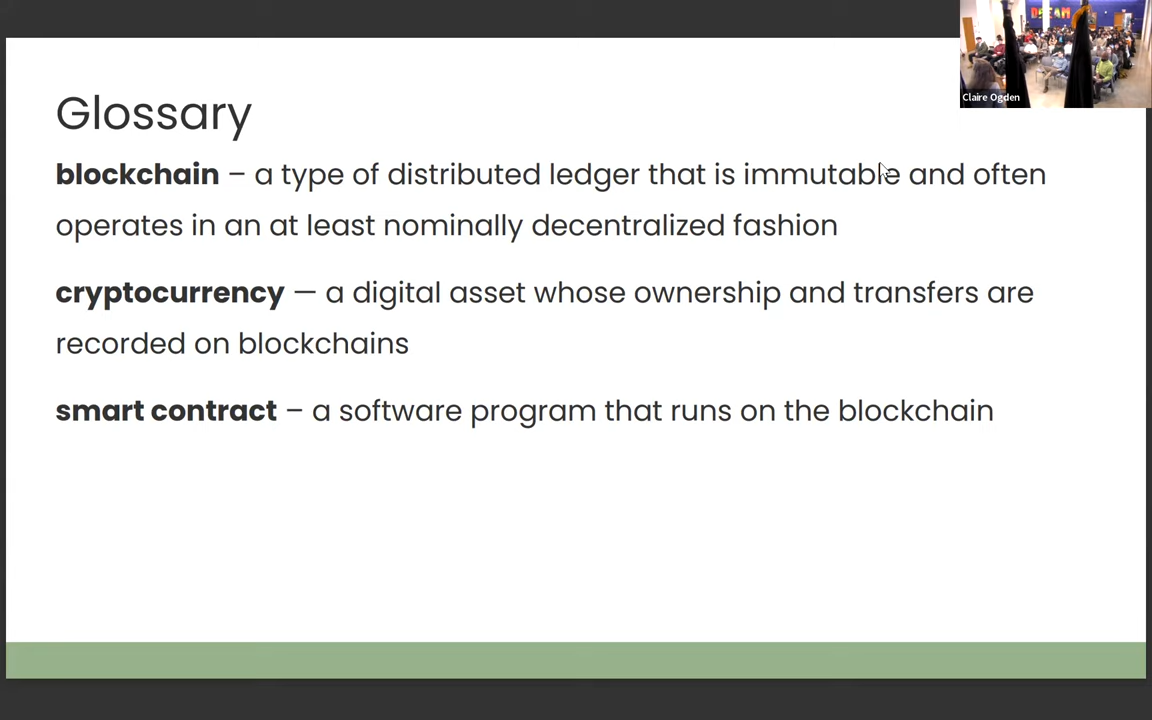 DREAM
Claire Ogden
Glossary
blockchain – a type of distributed ledger that is immutable and often
operates in an at least nominally decentralized fashion
cryptocurrency — a digital asset whose ownership and transfers are
recorded on blockchains
smart contract – a software program that runs on the blockchain